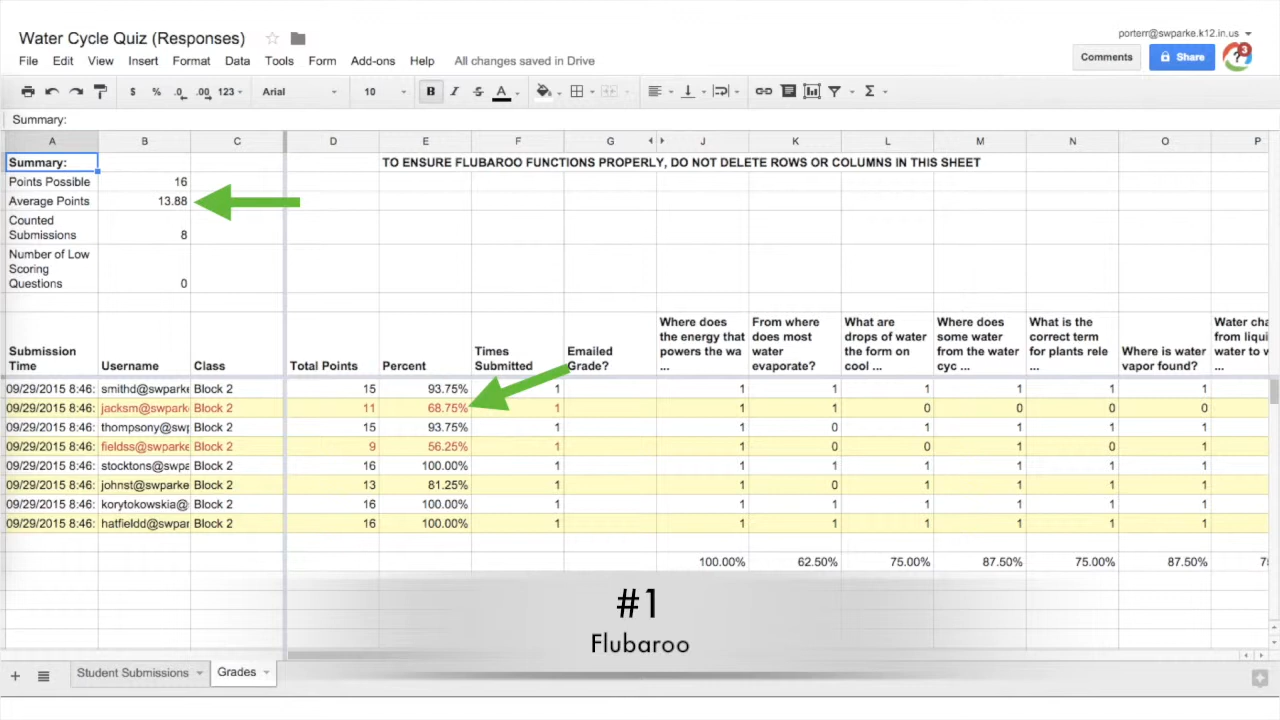 Water Cycle Quiz (Responses)
porterr@swparke.k12.in.us
File Edit View Insert Format Data Tools Form Add-ons Help All changes saved in Drive
Comments
Share
3
$ % .0 .00 123 Arial 10 B I S A Σ
Summary:
A B C D E F G J K L M N O P
Summary:
TO ENSURE FLUBAROO FUNCTIONS PROPERLY, DO NOT DELETE ROWS OR COLUMNS IN THIS SHEET
Points Possible 16
Average Points 13.88
Counted
Submissions 8
Number of Low
Scoring
Questions 0
Submission
Time
Username
Class
Total Points
Percent
Times
Submitted
Emailed
Grade?
Where does
the energy that
powers the wa
...
From where
does most
water
evaporate?
What are
drops of water
the form on
cool ...
Where does
some water
from the water
cyc ...
What is the
correct term
for plants rele
...
Where is water
vapor found?
Water cha
from liqui
water to v
...
09/29/2015 8:46: smithd@swparke Block 2 15 93.75% 1 1 1 1 1 1 1
09/29/2015 8:46: jacksm@swpark Block 2 11 68.75% 1 1 1 0 0 0 0
09/29/2015 8:46: thompsony@sw Block 2 15 93.75% 1 1 0 1 1 1 1
09/29/2015 8:46: fieldss@swparke Block 2 9 56.25% 1 1 0 0 1 0 1
09/29/2015 8:46: stocktons@swpa Block 2 16 100.00% 1 1 1 1 1 1 1
09/29/2015 8:46: johnst@swparke Block 2 13 81.25% 1 1 0 1 1 1 1
09/29/2015 8:46: korytokowskia@ Block 2 16 100.00% 1 1 1 1 1 1 1
09/29/2015 8:46: hatfieldd@swpar Block 2 16 100.00% 1 1 1 1 1 1 1
100.00% 62.50% 75.00% 87.50% 75.00% 87.50%
#1
Flubaroo
Student Submissions
Grades